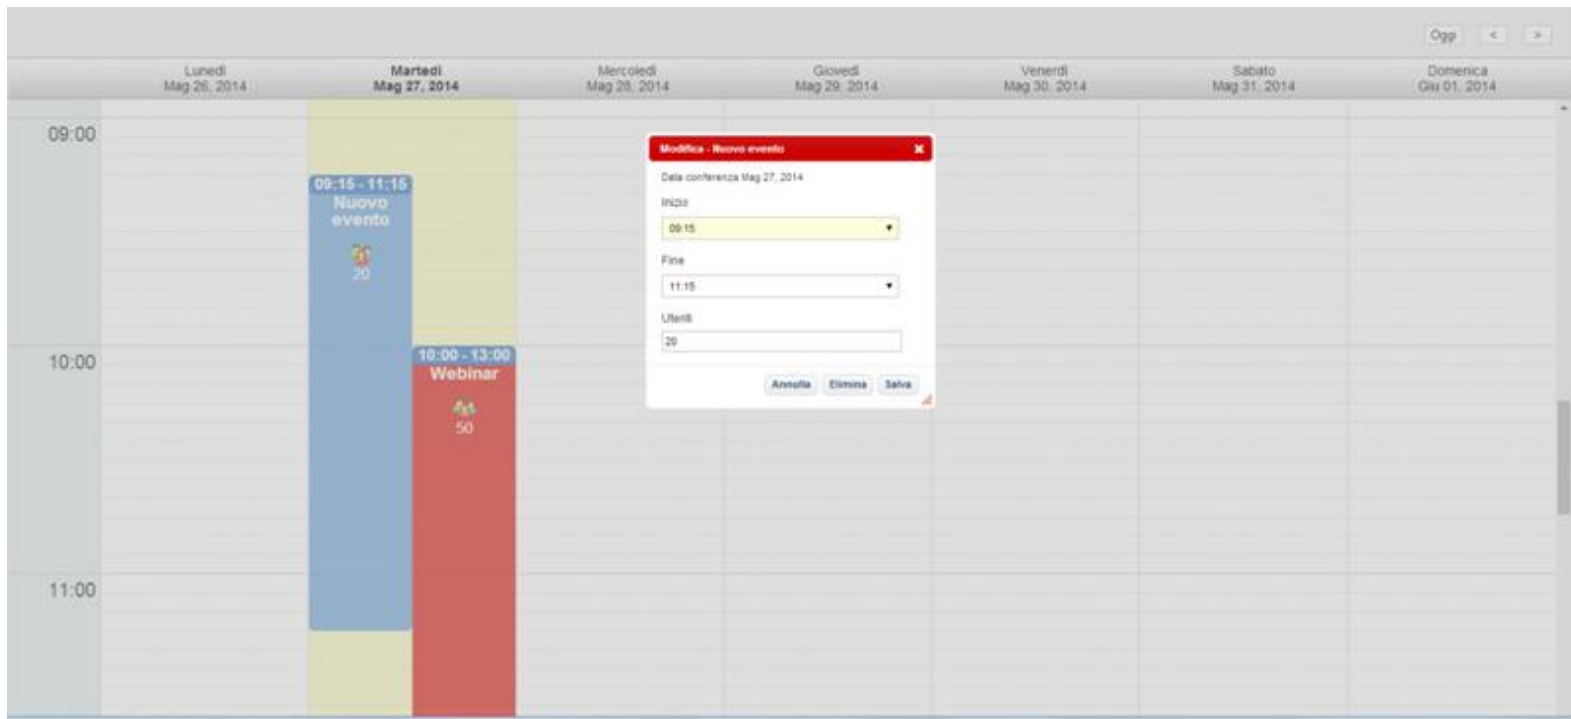 Oggi < >
Lunedì Martedì Mercoledì Giovedì Venerdì Sabato Domenica
Mag 26, 2014 Mag 27, 2014 Mag 28, 2014 Mag 29, 2014 Mag 30, 2014 Mag 31, 2014 Giu 01, 2014
09:00
09:15 - 11:15
Nuovo
evento
20
10:00
10:00 - 13:00
Webinar
50
11:00
Modifica - Nuovo evento
Data conferenza Mag 27, 2014
Inizio
09:15
Fine
11:15
Utenti
20
Annulla Elimina Salva